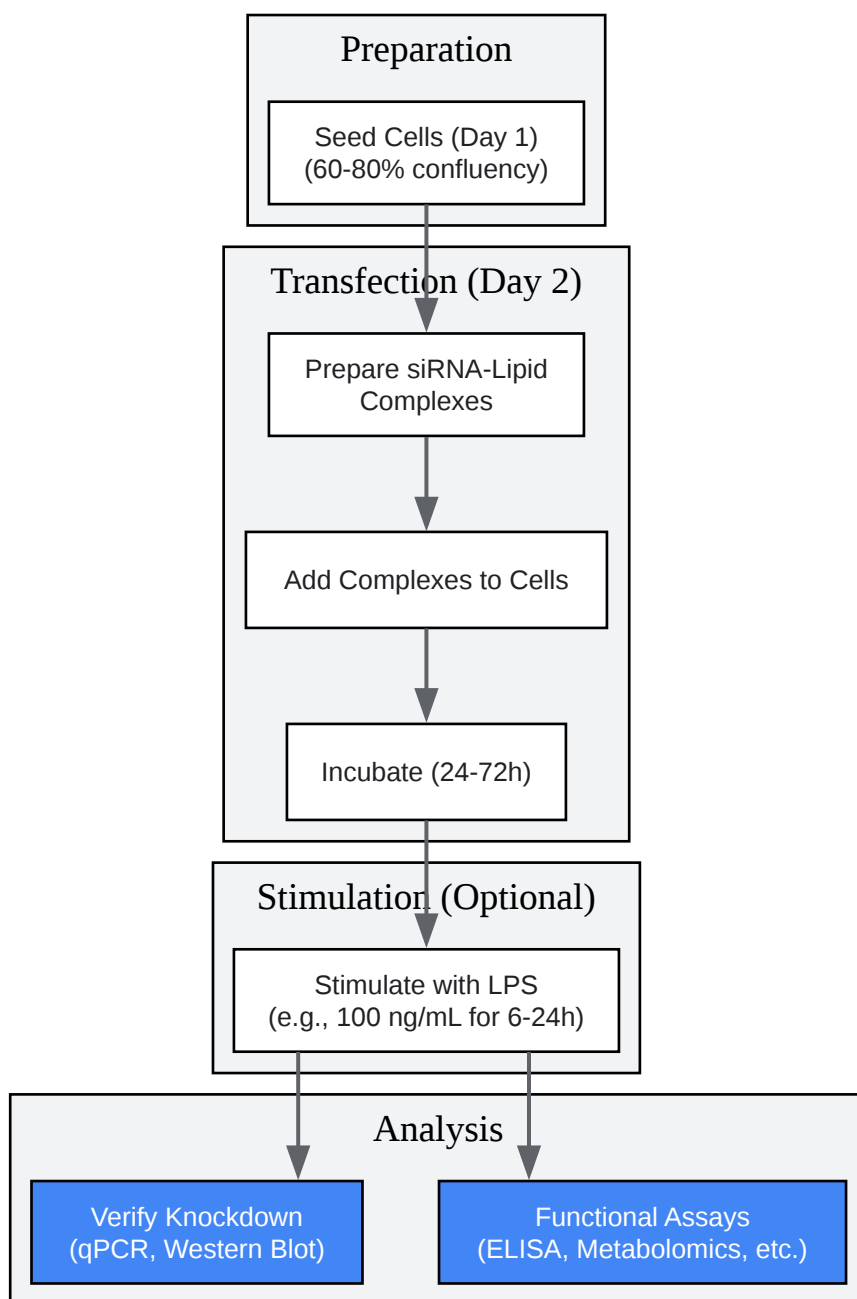 Preparation
Seed Cells (Day 1)
(60-80% confluency)
Transfection (Day 2)
Prepare siRNA-Lipid
Complexes
Add Complexes to Cells
Incubate (24-72h)
Stimulation (Optional)
Stimulate with LPS
(e.g., 100 ng/mL for 6-24h)
Analysis
Verify Knockdown
(qPCR, Western Blot)
Functional Assays
(ELISA, Metabolomics, etc.)